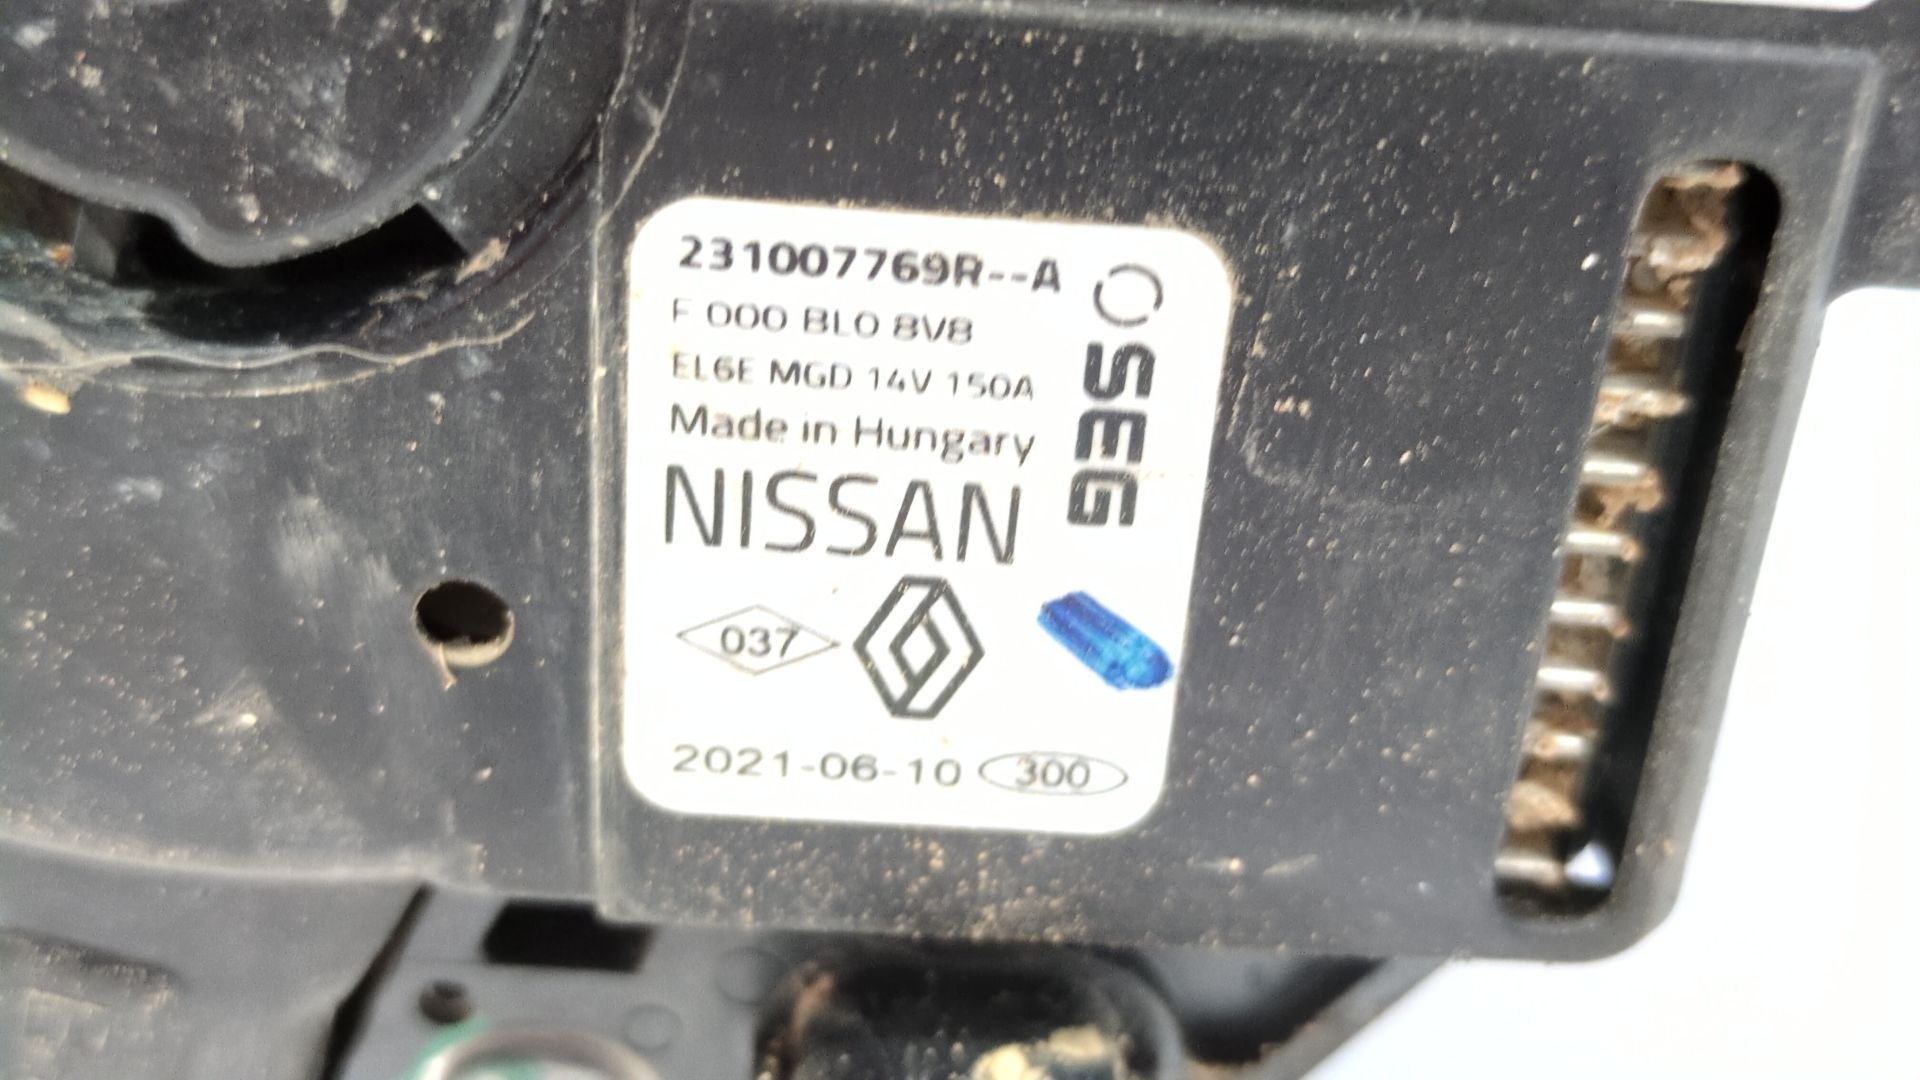 231007769R--A
F 000 BL0 8V8
EL6E MGD 14V 150A
Made in Hungary
NISSAN
037
2021-06-10 300
SEG